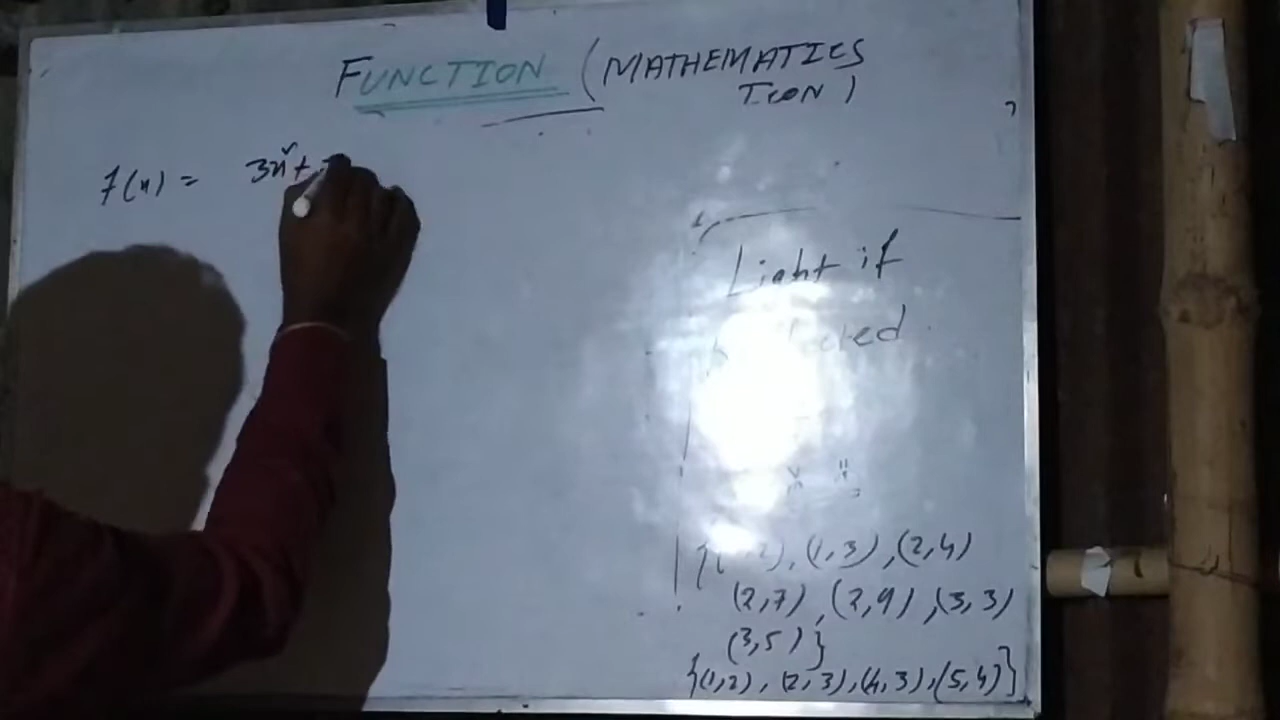 FUNCTION (MATHEMATICS
TION)
f(x) = 3x² +
Light if
,(1,3),(2,4)
(2,7),(2,9),(3,3)
(3,5)}
{(1,2),(2,3),(4,3),(5,4)}